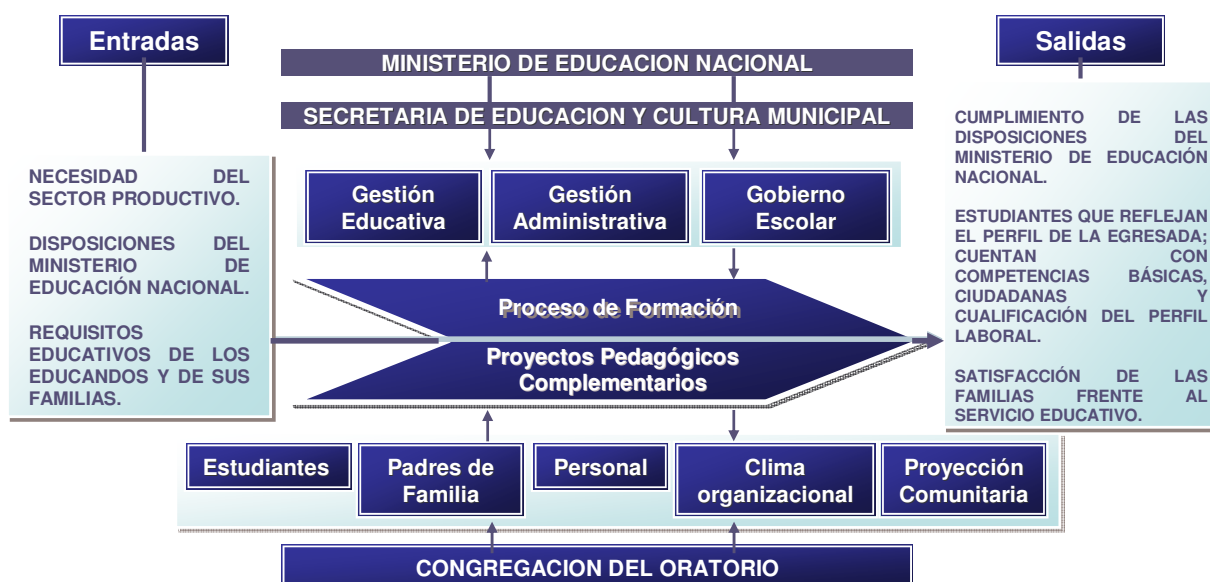 Entradas
NECESIDAD DEL
SECTOR PRODUCTIVO.
DISPOSICIONES DEL
MINISTERIO DE
EDUCACIÓN NACIONAL.
REQUISITOS
EDUCATIVOS DE LOS
EDUCANDOS Y DE SUS
FAMILIAS.
MINISTERIO DE EDUCACION NACIONAL
SECRETARIA DE EDUCACION Y CULTURA MUNICIPAL
Gestión
Educativa
Gestión
Administrativa
Gobierno
Escolar
Proceso de Formación
Proyectos Pedagógicos
Complementarios
Estudiantes
Padres de
Familia
Personal
Clima
organizacional
Proyección
Comunitaria
CONGREGACION DEL ORATORIO
Salidas
CUMPLIMIENTO DE LAS
DISPOSICIONES DEL
MINISTERIO DE EDUCACIÓN
NACIONAL.
ESTUDIANTES QUE REFLEJAN
EL PERFIL DE LA EGRESADA;
CUENTAN CON
COMPETENCIAS BÁSICAS,
CIUDADANAS Y
CUALIFICACIÓN DEL PERFIL
LABORAL.
SATISFACCIÓN DE LAS
FAMILIAS FRENTE AL
SERVICIO EDUCATIVO.